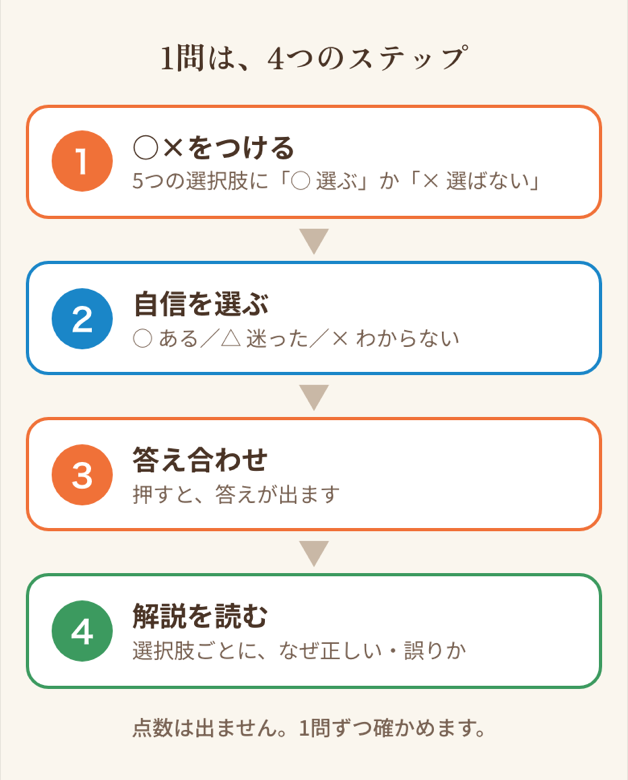 1問は、4つのステップ
1
○×をつける
5つの選択肢に「○ 選ぶ」か「× 選ばない」
2
自信を選ぶ
○ ある／△ 迷った／× わからない
3
答え合わせ
押すと、答えが出ます
4
解説を読む
選択肢ごとに、なぜ正しい・誤りか
点数は出ません。1問ずつ確かめます。